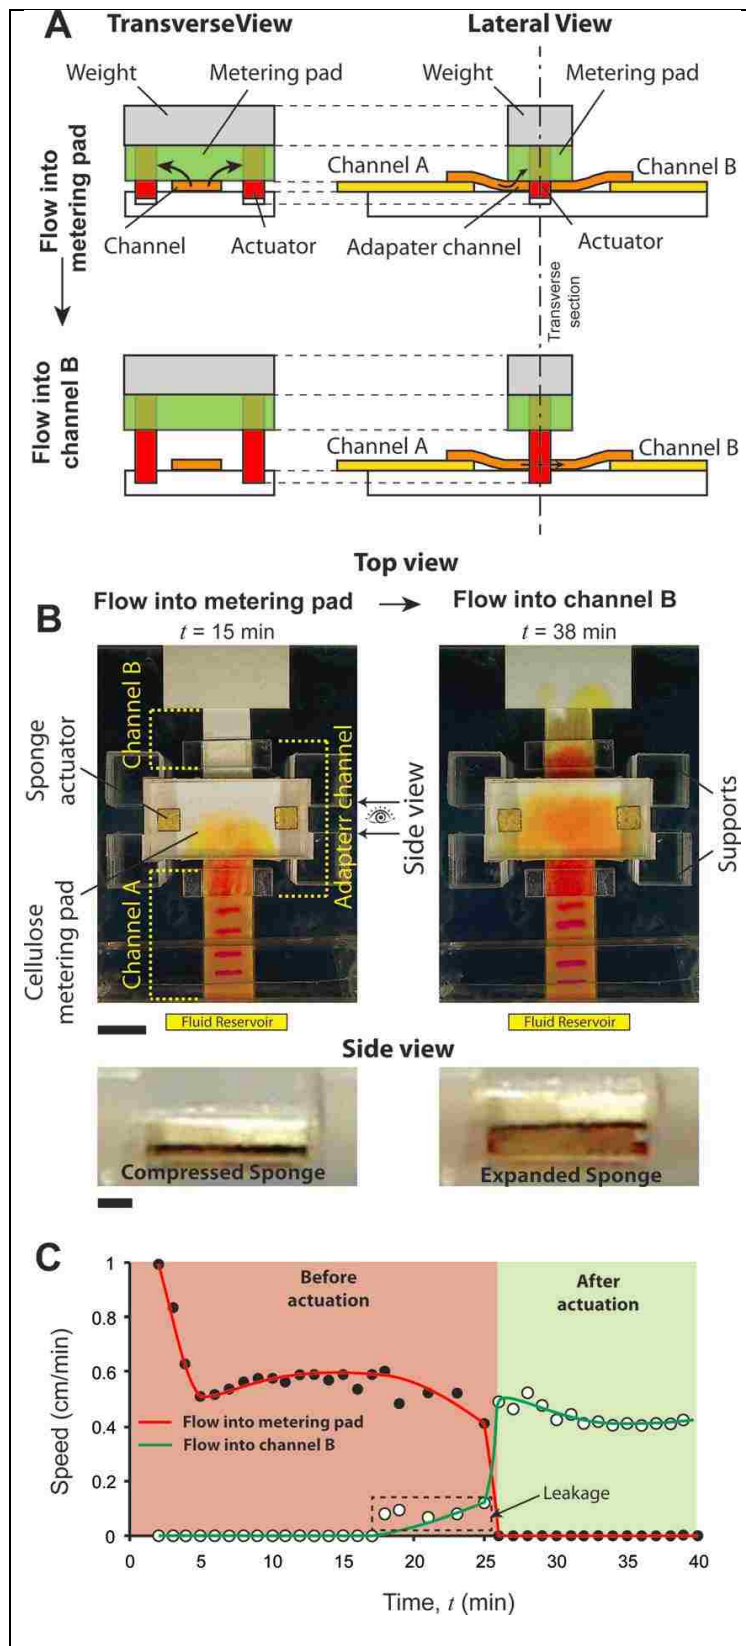 A
TransverseView
Lateral View
Weight
Metering pad
Weight
Metering pad
Channel A
Channel B
Channel
Actuator
Adapater channel
Actuator
Flow into
metering pad
Transverse
section
Flow into
channel B
Channel A
Channel B
Top view
B
Flow into metering pad
Flow into channel B
t = 15 min
t = 38 min
Channel B
Sponge
actuator
Adapterr channel
Side view
Supports
Cellulose
metering pad
Channel A
Fluid Reservoir
Fluid Reservoir
Side view
Compressed Sponge
Expanded Sponge
C
Speed (cm/min)
1
0.8
0.6
0.4
0.2
0
Before
actuation
After
actuation
Flow into metering pad
Flow into channel B
Leakage
0 5 10 15 20 25 30 35 40
Time, t (min)